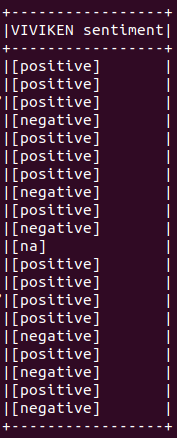 +-----------------+
|VIVIKEN sentiment|
+-----------------+
|[positive]       |
|[positive]       |
|[positive]       |
|[negative]       |
|[positive]       |
|[positive]       |
|[positive]       |
|[negative]       |
|[positive]       |
|[negative]       |
|[na]             |
|[positive]       |
|[positive]       |
|[positive]       |
|[positive]       |
|[negative]       |
|[positive]       |
|[negative]       |
|[positive]       |
|[negative]       |
+-----------------+